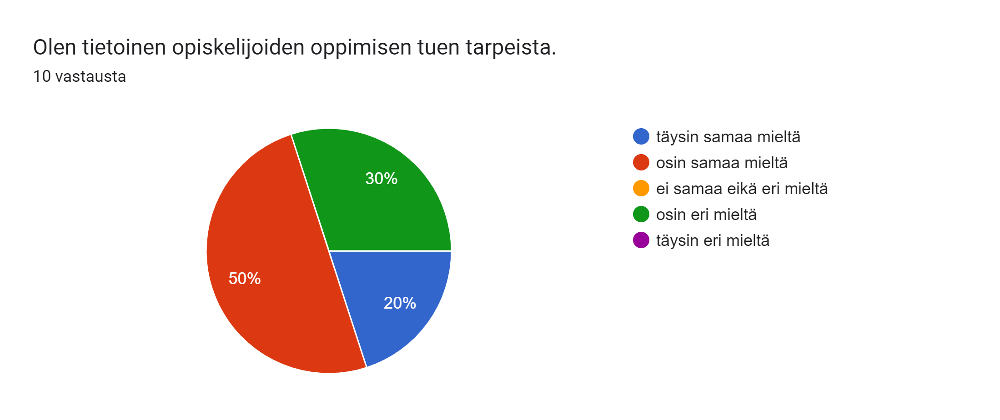 Olen tietoinen opiskelijoiden oppimisen tuen tarpeista.
10 vastausta
30%
50%
20%
täysin samaa mieltä
osin samaa mieltä
ei samaa eikä eri mieltä
osin eri mieltä
täysin eri mieltä